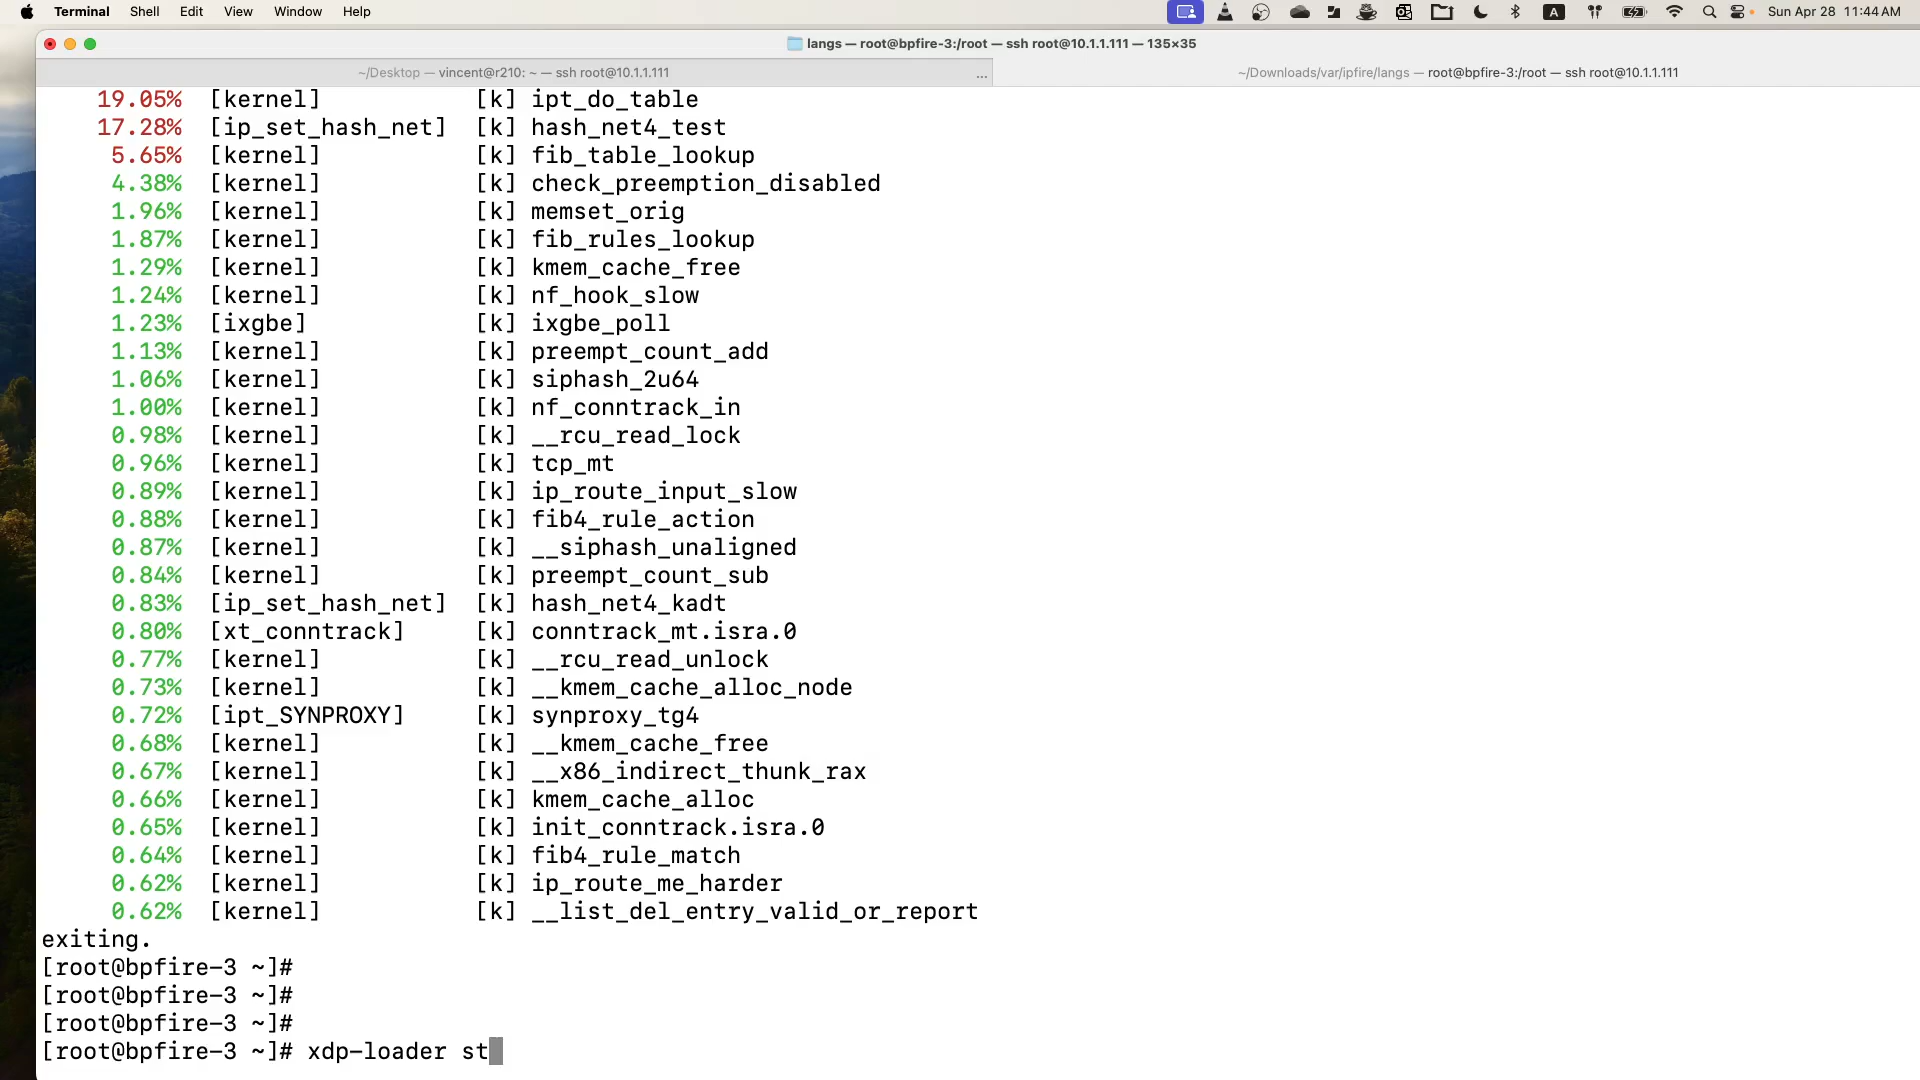 Terminal Shell Edit View Window Help A Sun Apr 28 11:44 AM
langs — root@bpfire-3:/root — ssh root@10.1.1.111 — 135×35
~/Desktop — vincent@r210: ~ — ssh root@10.1.1.111 ... ~/Downloads/var/ipfire/langs — root@bpfire-3:/root — ssh root@10.1.1.111
19.05% [kernel] [k] ipt_do_table
17.28% [ip_set_hash_net] [k] hash_net4_test
5.65% [kernel] [k] fib_table_lookup
4.38% [kernel] [k] check_preemption_disabled
1.96% [kernel] [k] memset_orig
1.87% [kernel] [k] fib_rules_lookup
1.29% [kernel] [k] kmem_cache_free
1.24% [kernel] [k] nf_hook_slow
1.23% [ixgbe] [k] ixgbe_poll
1.13% [kernel] [k] preempt_count_add
1.06% [kernel] [k] siphash_2u64
1.00% [kernel] [k] nf_conntrack_in
0.98% [kernel] [k] __rcu_read_lock
0.96% [kernel] [k] tcp_mt
0.89% [kernel] [k] ip_route_input_slow
0.88% [kernel] [k] fib4_rule_action
0.87% [kernel] [k] __siphash_unaligned
0.84% [kernel] [k] preempt_count_sub
0.83% [ip_set_hash_net] [k] hash_net4_kadt
0.80% [xt_conntrack] [k] conntrack_mt.isra.0
0.77% [kernel] [k] __rcu_read_unlock
0.73% [kernel] [k] __kmem_cache_alloc_node
0.72% [ipt_SYNPROXY] [k] synproxy_tg4
0.68% [kernel] [k] __kmem_cache_free
0.67% [kernel] [k] __x86_indirect_thunk_rax
0.66% [kernel] [k] kmem_cache_alloc
0.65% [kernel] [k] init_conntrack.isra.0
0.64% [kernel] [k] fib4_rule_match
0.62% [kernel] [k] ip_route_me_harder
0.62% [kernel] [k] __list_del_entry_valid_or_report
exiting.
[root@bpfire-3 ~]#
[root@bpfire-3 ~]#
[root@bpfire-3 ~]#
[root@bpfire-3 ~]# xdp-loader st